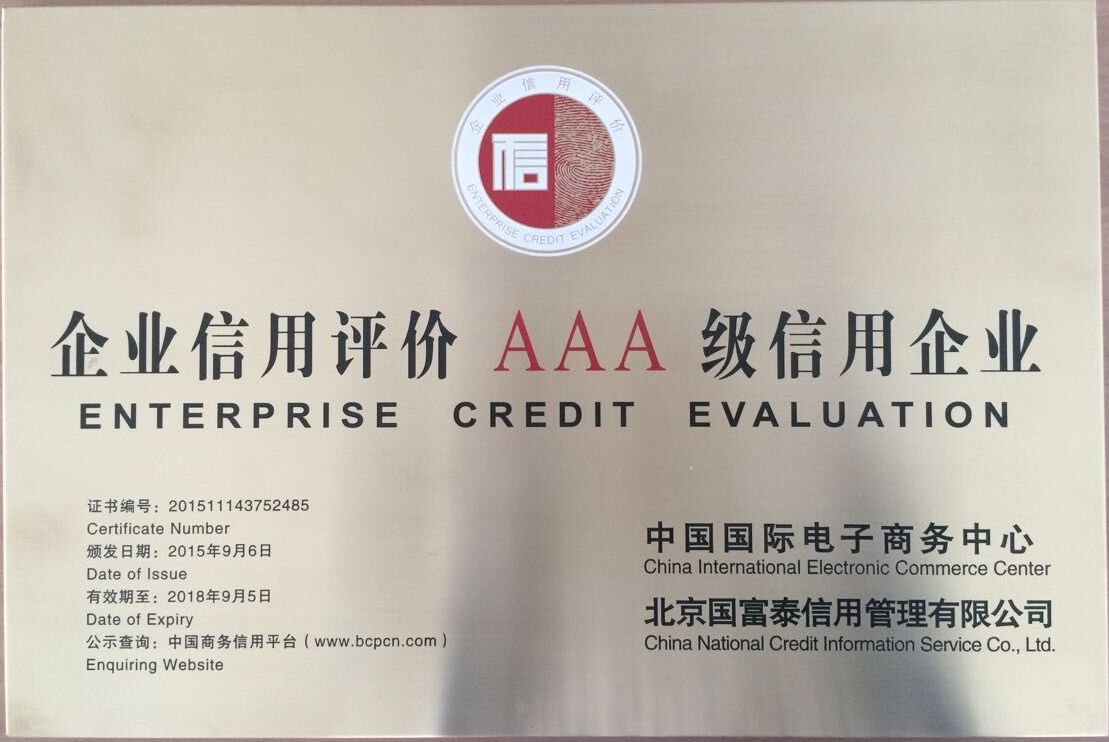 企业信用评价
信
ENTERPRISE CREDIT EVALUATION
企业信用评价 AAA 级信用企业
ENTERPRISE CREDIT EVALUATION
证书编号：201511143752485
Certificate Number
颁发日期：2015年9月6日
Date of Issue
有效期至：2018年9月5日
Date of Expiry
公示查询：中国商务信用平台（www.bcpcn.com）
Enquiring Website
中国国际电子商务中心
China International Electronic Commerce Center
北京国富泰信用管理有限公司
China National Credit Information Service Co., Ltd.